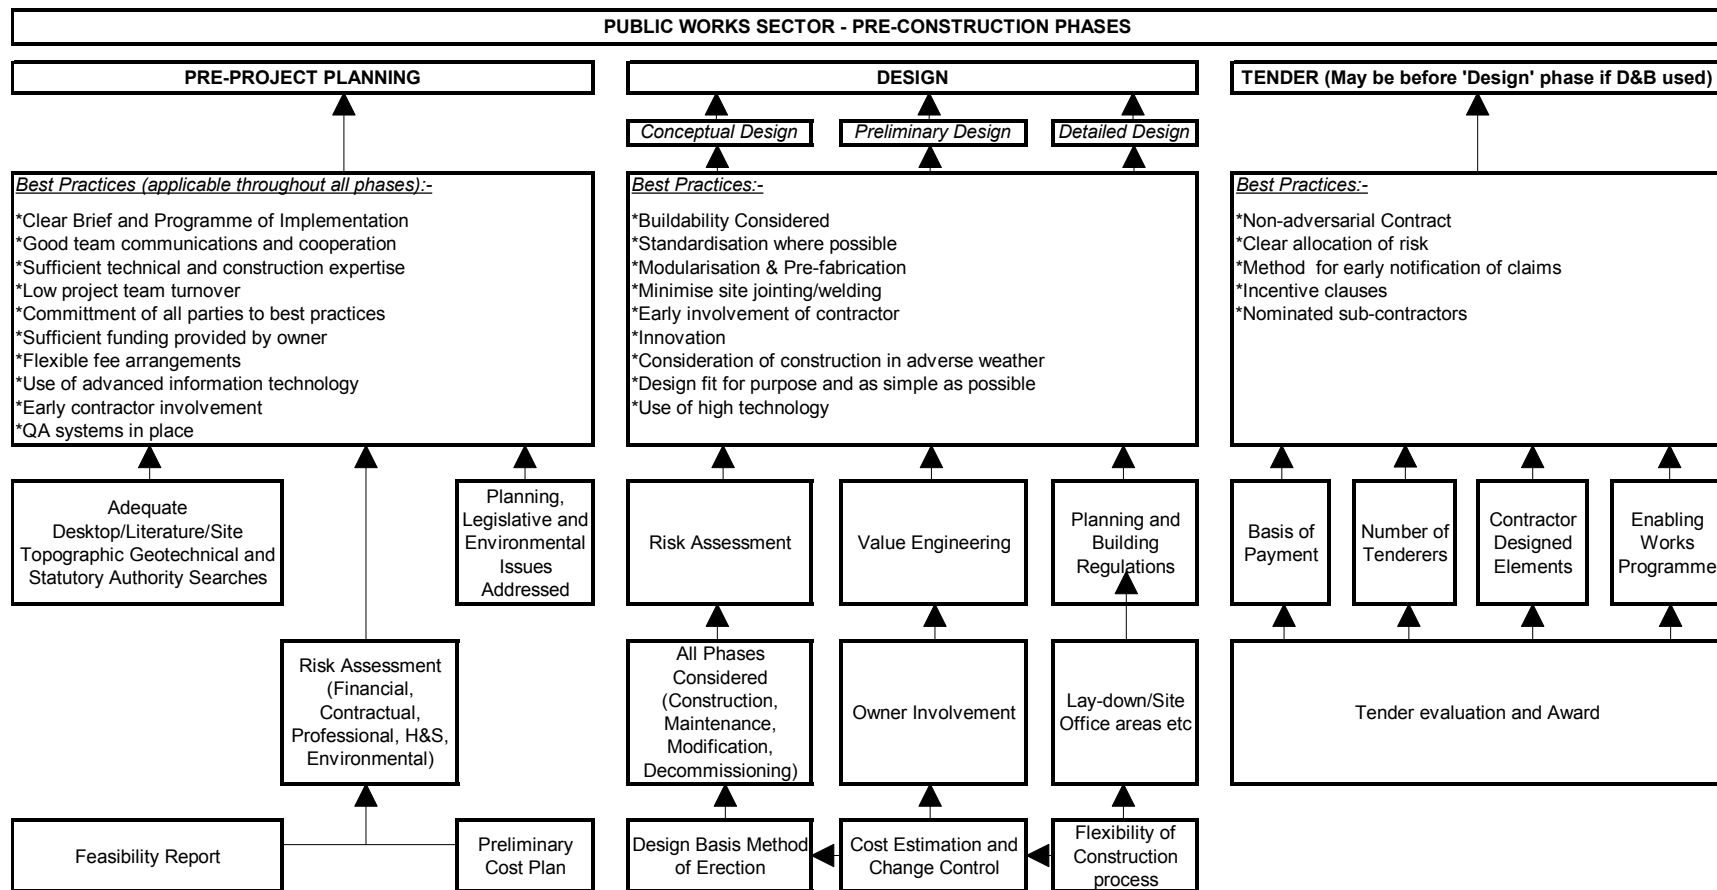 PUBLIC WORKS SECTOR - PRE-CONSTRUCTION PHASES
PRE-PROJECT PLANNING
DESIGN
TENDER (May be before 'Design' phase if D&B used)
Conceptual Design
Preliminary Design
Detailed Design
Best Practices (applicable throughout all phases):-
*Clear Brief and Programme of Implementation
*Good team communications and cooperation
*Sufficient technical and construction expertise
*Low project team turnover
*Committment of all parties to best practices
*Sufficient funding provided by owner
*Flexible fee arrangements
*Use of advanced information technology
*Early contractor involvement
*QA systems in place
Best Practices:-
*Buildability Considered
*Standardisation where possible
*Modularisation & Pre-fabrication
*Minimise site jointing/welding
*Early involvement of contractor
*Innovation
*Consideration of construction in adverse weather
*Design fit for purpose and as simple as possible
*Use of high technology
Best Practices:-
*Non-adversarial Contract
*Clear allocation of risk
*Method  for early notification of claims
*Incentive clauses
*Nominated sub-contractors
Adequate
Desktop/Literature/Site
Topographic Geotechnical and
Statutory Authority Searches
Planning,
Legislative and
Environmental
Issues
Addressed
Risk Assessment
Value Engineering
Planning and
Building
Regulations
Basis of
Payment
Number of
Tenderers
Contractor
Designed
Elements
Enabling
Works
Programme
Risk Assessment
(Financial,
Contractual,
Professional, H&S,
Environmental)
All Phases
Considered
(Construction,
Maintenance,
Modification,
Decommissioning)
Owner Involvement
Lay-down/Site
Office areas etc
Tender evaluation and Award
Feasibility Report
Preliminary
Cost Plan
Design Basis Method
of Erection
Cost Estimation and
Change Control
Flexibility of
Construction
process